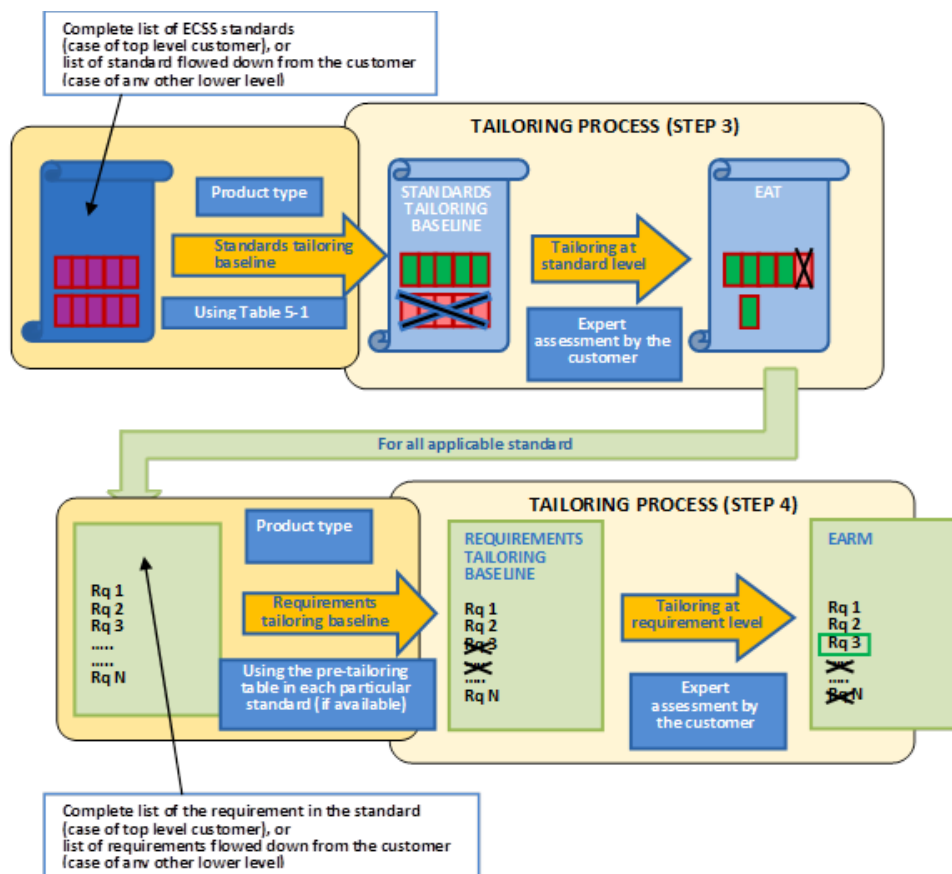 Complete list of ECSS standards
(case of top level customer), or
list of standard flowed down from the customer
(case of any other lower level)
TAILORING PROCESS (STEP 3)
Product type
Standards tailoring
baseline
Using Table 5-1
STANDARDS
TAILORING
BASELINE
Tailoring at
standard level
Expert
assessment by the
customer
EAT
For all applicable standard
TAILORING PROCESS (STEP 4)
Rq 1
Rq 2
Rq 3
.....
.....
Rq N
Product type
Requirements
tailoring baseline
Using the pre-tailoring
table in each particular
standard (if available)
REQUIREMENTS
TAILORING
BASELINE
Rq 1
Rq 2
Rq 3
.....
.....
Rq N
Tailoring at
requirement level
Expert
assessment by
the customer
EARM
Rq 1
Rq 2
Rq 3
.....
.....
Rq N
Complete list of the requirement in the standard
(case of top level customer), or
list of requirements flowed down from the customer
(case of any other lower level)